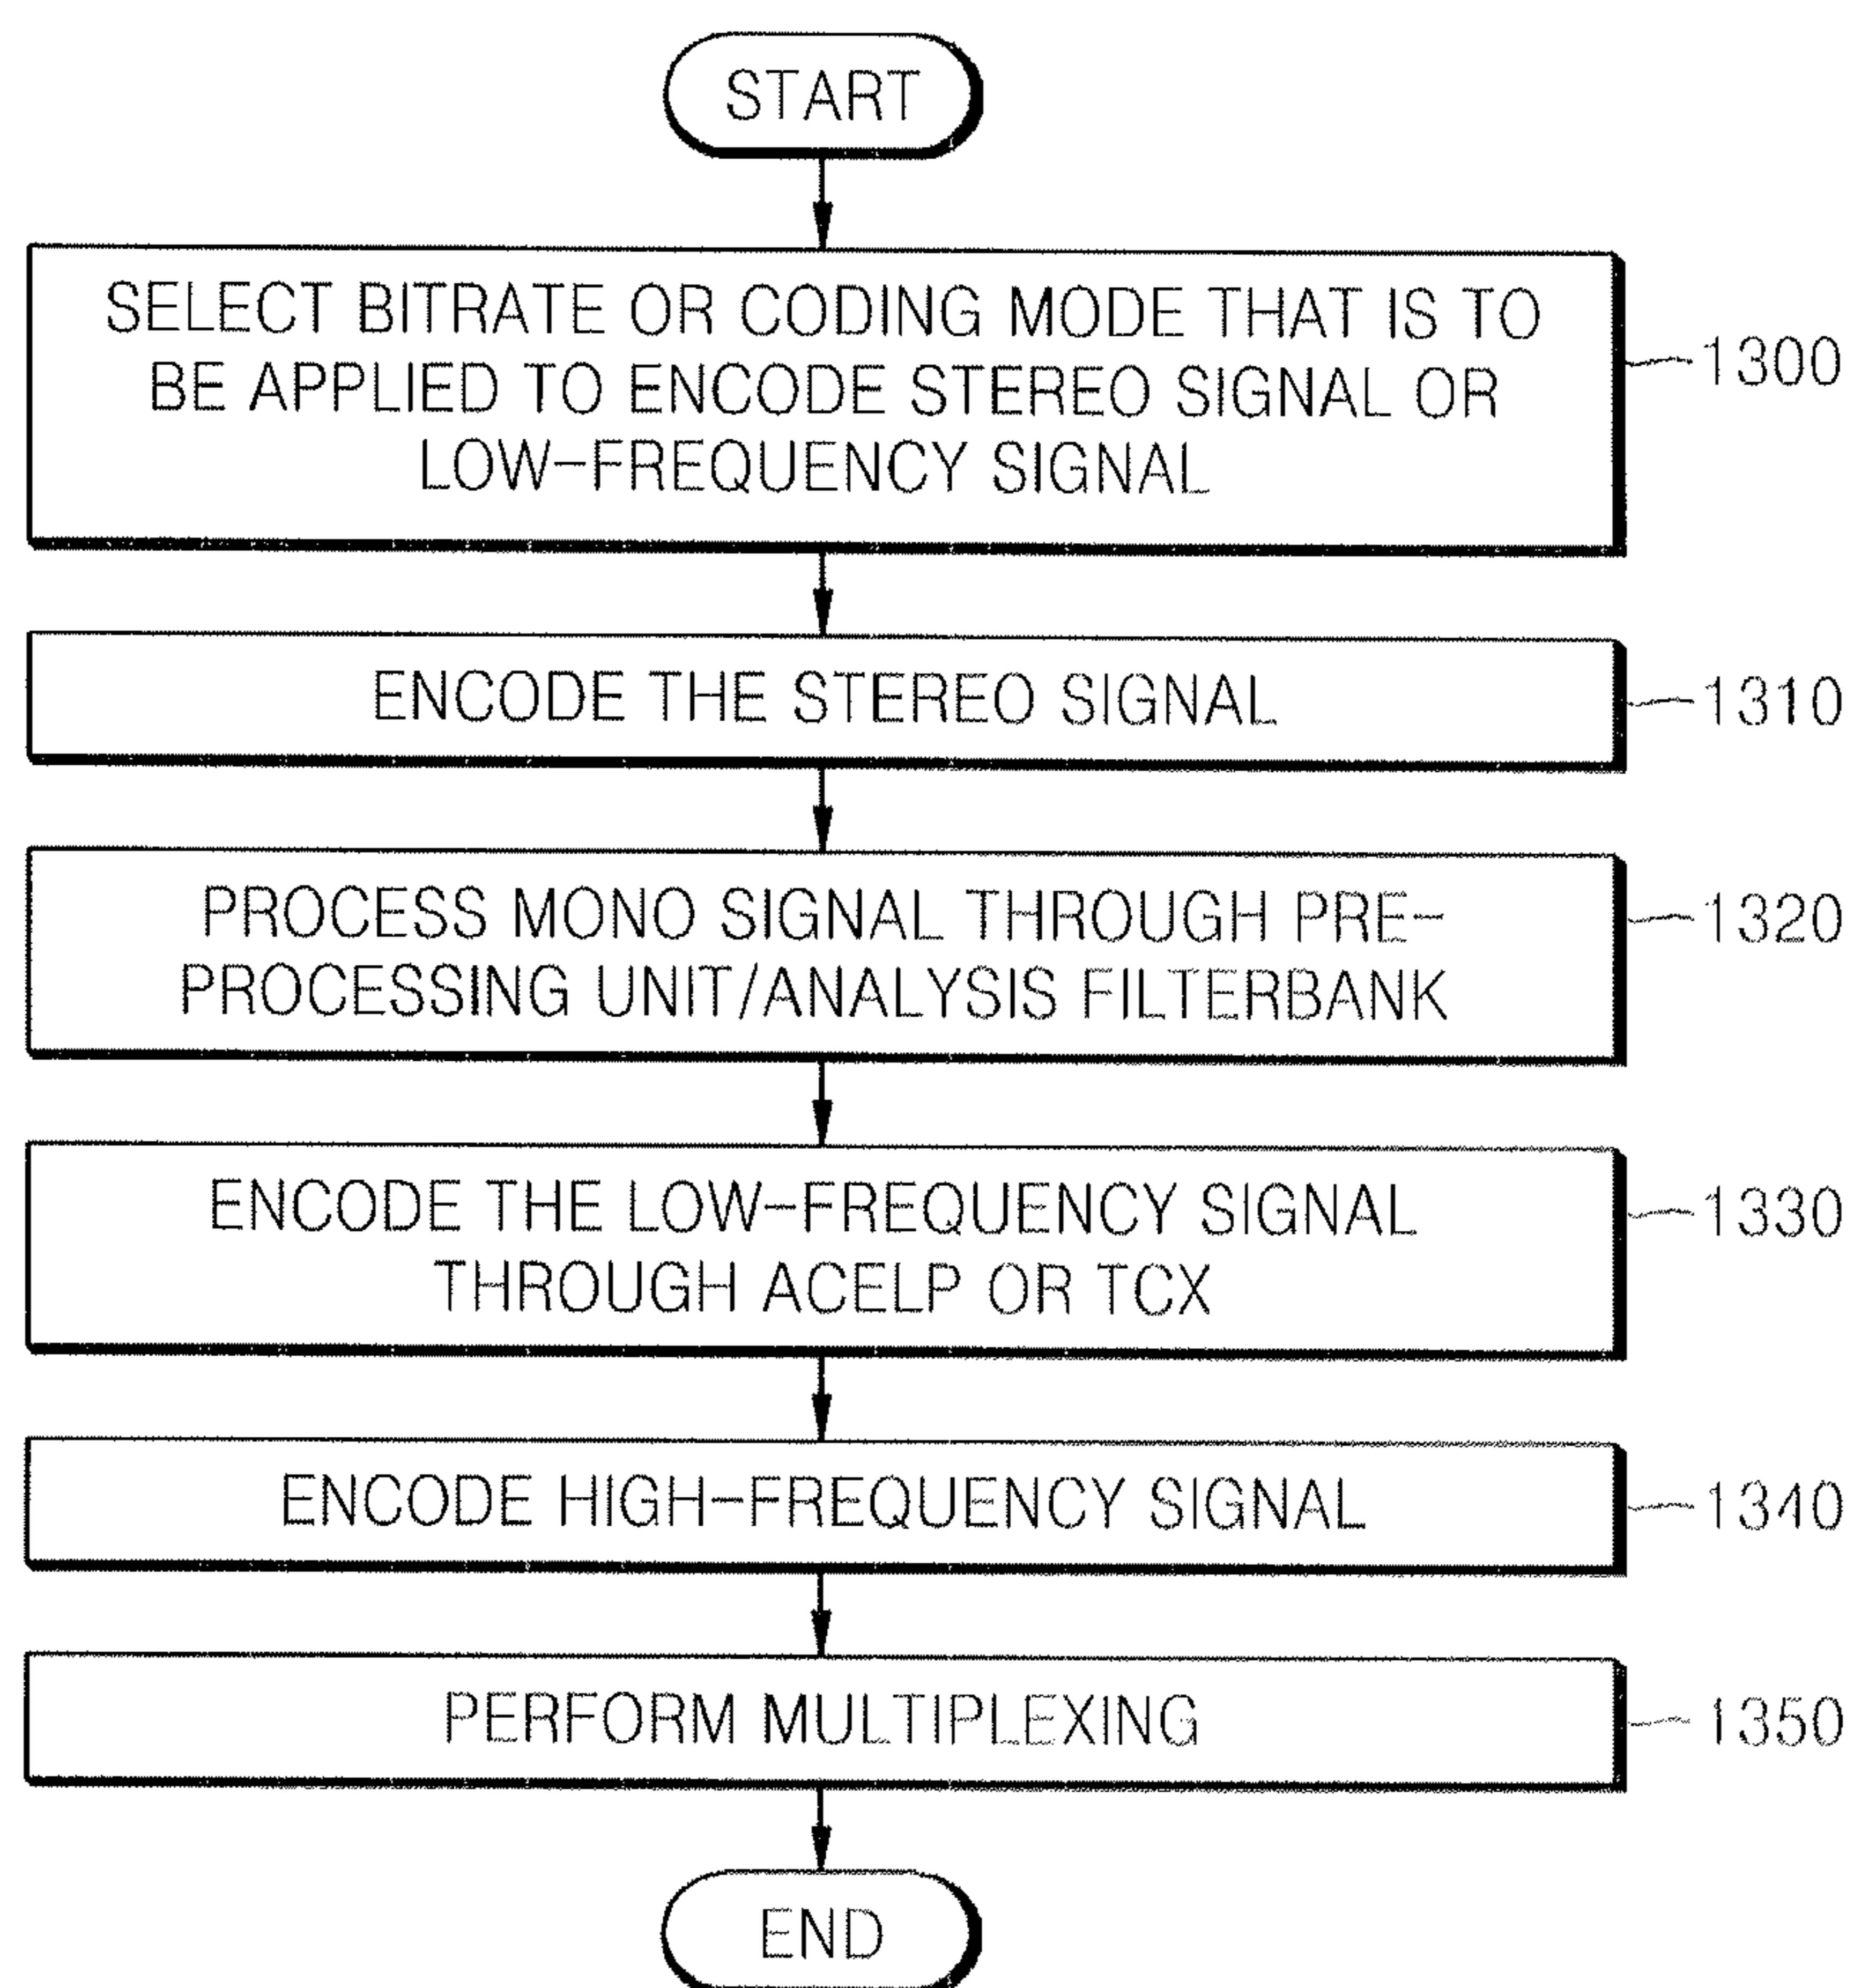 START
SELECT BITRATE OR CODING MODE THAT IS TO
BE APPLIED TO ENCODE STEREO SIGNAL OR
LOW-FREQUENCY SIGNAL
1300
ENCODE THE STEREO SIGNAL
1310
PROCESS MONO SIGNAL THROUGH PRE-
PROCESSING UNIT/ANALYSIS FILTERBANK
1320
ENCODE THE LOW-FREQUENCY SIGNAL
THROUGH ACELP OR TCX
1330
ENCODE HIGH-FREQUENCY SIGNAL
1340
PERFORM MULTIPLEXING
1350
END